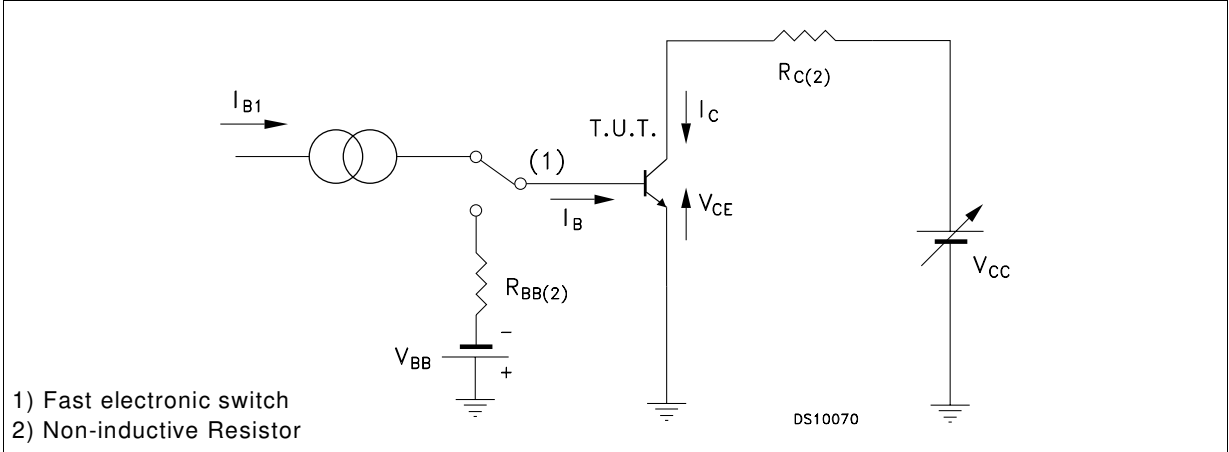 I_B1
R_C(2)
T.U.T.
I_C
(1)
I_B
V_CE
V_CC
R_BB(2)
−
V_BB
+
1) Fast electronic switch
2) Non-inductive Resistor
DS10070